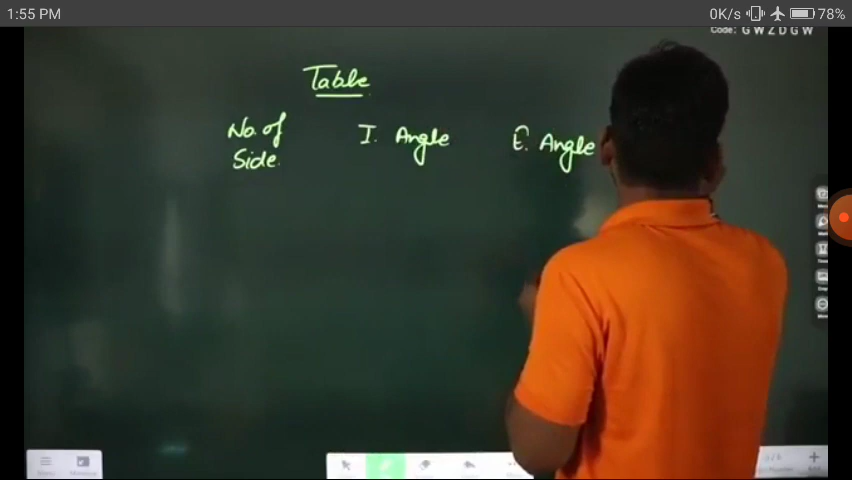 1:55 PM
0K/s
78%
Code: GWZDGW
Table
No. of
Side.
I. Angle
E. Angle